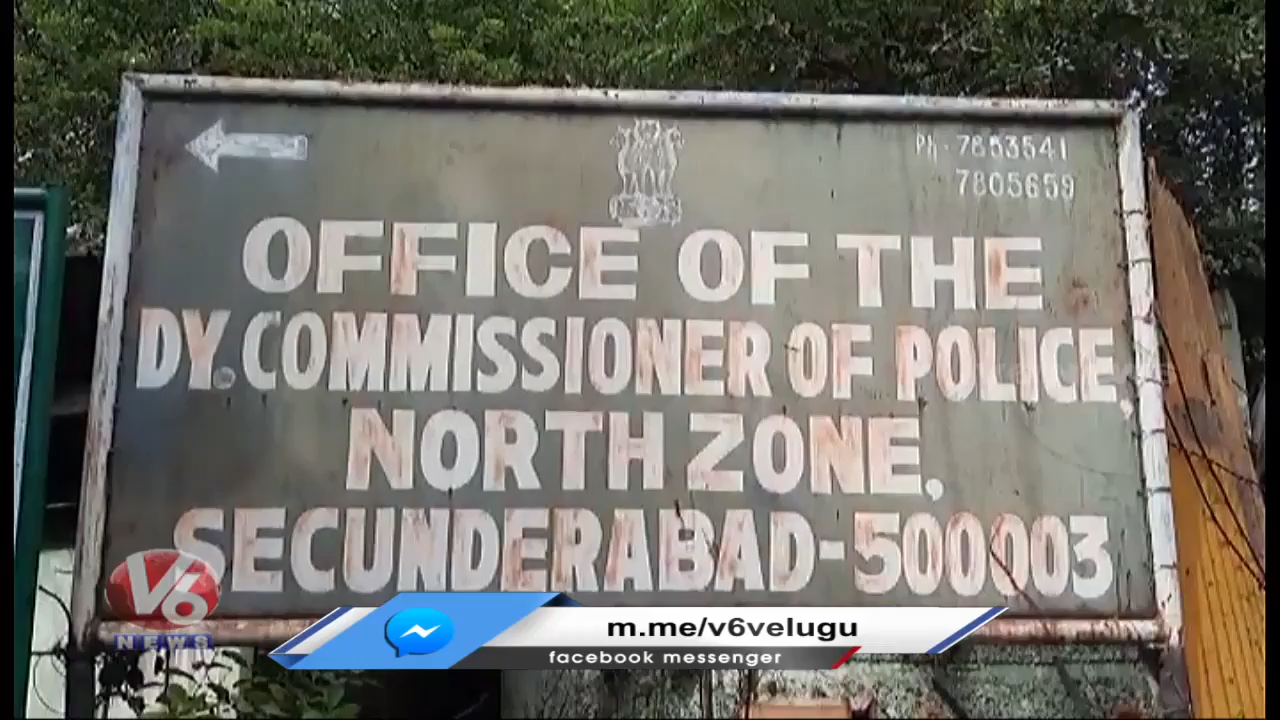 Ph - 7853541
7805659
OFFICE OF THE
DY. COMMISSIONER OF POLICE,
NORTH ZONE,
SECUNDERABAD-500003
V6
NEWS
m.me/v6velugu
facebook messenger